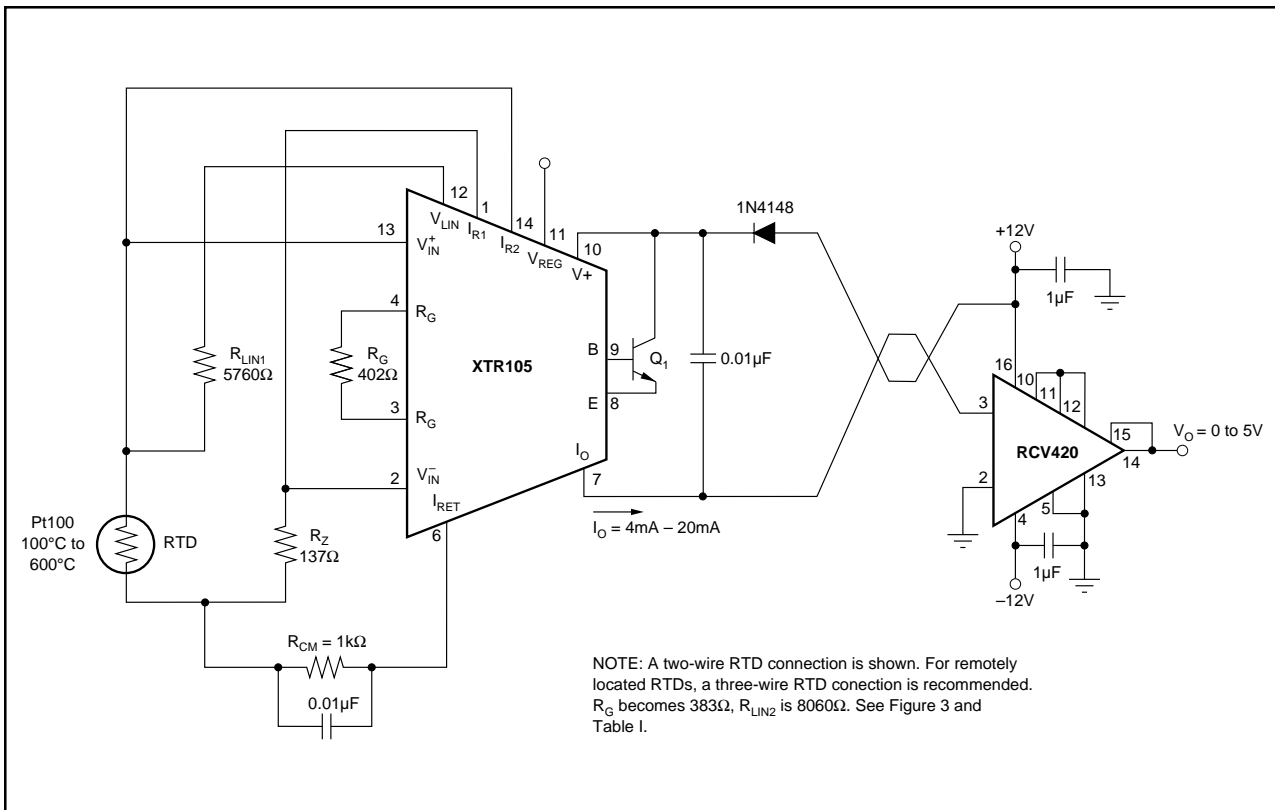 12
1
14
11
10
13
V_LIN
I_R1
I_R2
V_REG
V+
V_IN^+
4
R_G
R_LIN1
5760Ω
R_G
402Ω
XTR105
3
R_G
2
V_IN^−
I_RET
6
I_O
7
B
9
E
8
Q_1
0.01µF
1N4148
I_O = 4mA – 20mA
Pt100
100°C to
600°C
RTD
R_Z
137Ω
R_CM = 1kΩ
0.01µF
+12V
1µF
16
10
11
12
3
2
RCV420
15
14
13
5
4
V_O = 0 to 5V
1µF
–12V
NOTE: A two-wire RTD connection is shown. For remotely
located RTDs, a three-wire RTD conection is recommended.
R_G becomes 383Ω, R_LIN2 is 8060Ω. See Figure 3 and
Table I.